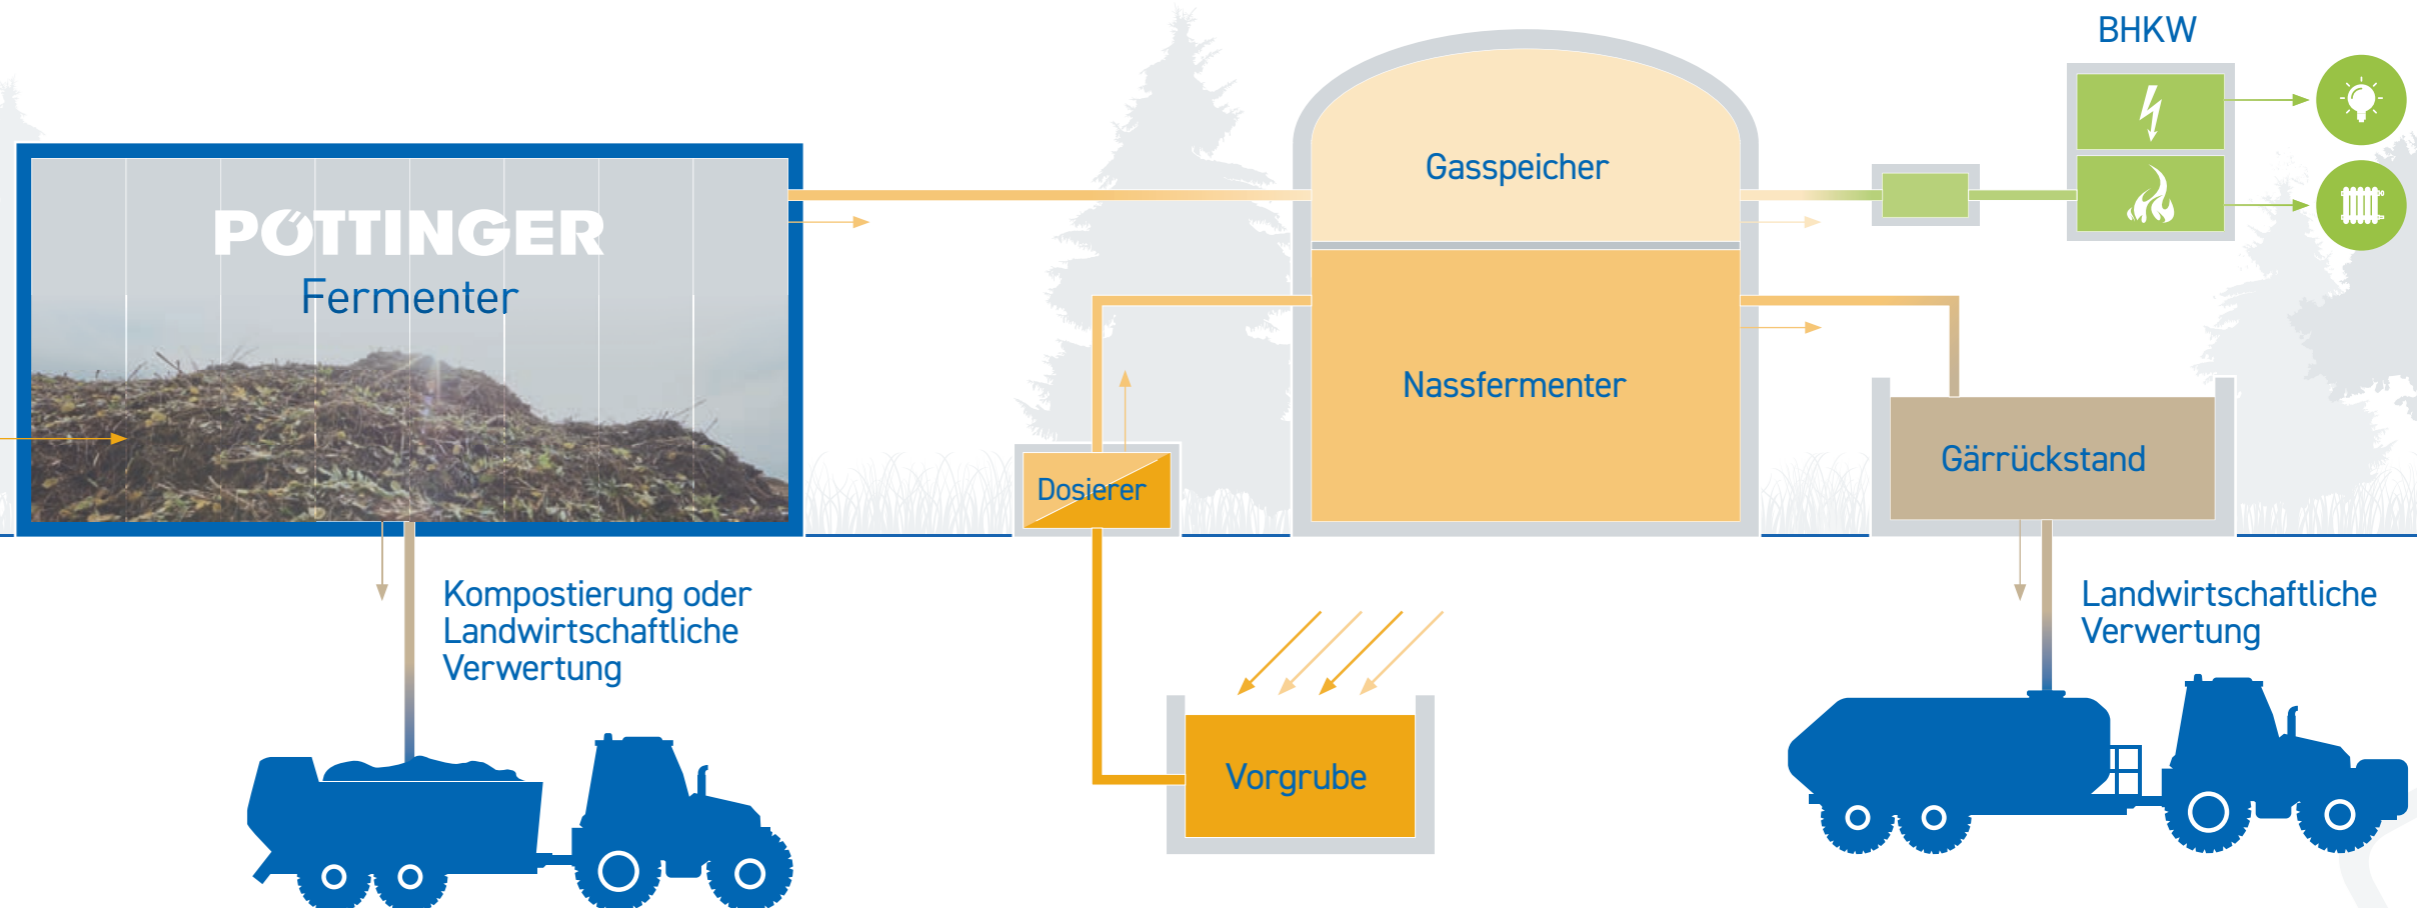 BHKW
PÖTTINGER
Fermenter
Gasspeicher
Nassfermenter
Dosierer
Gärrückstand
Kompostierung oder
Landwirtschaftliche
Verwertung
Vorgrube
Landwirtschaftliche
Verwertung